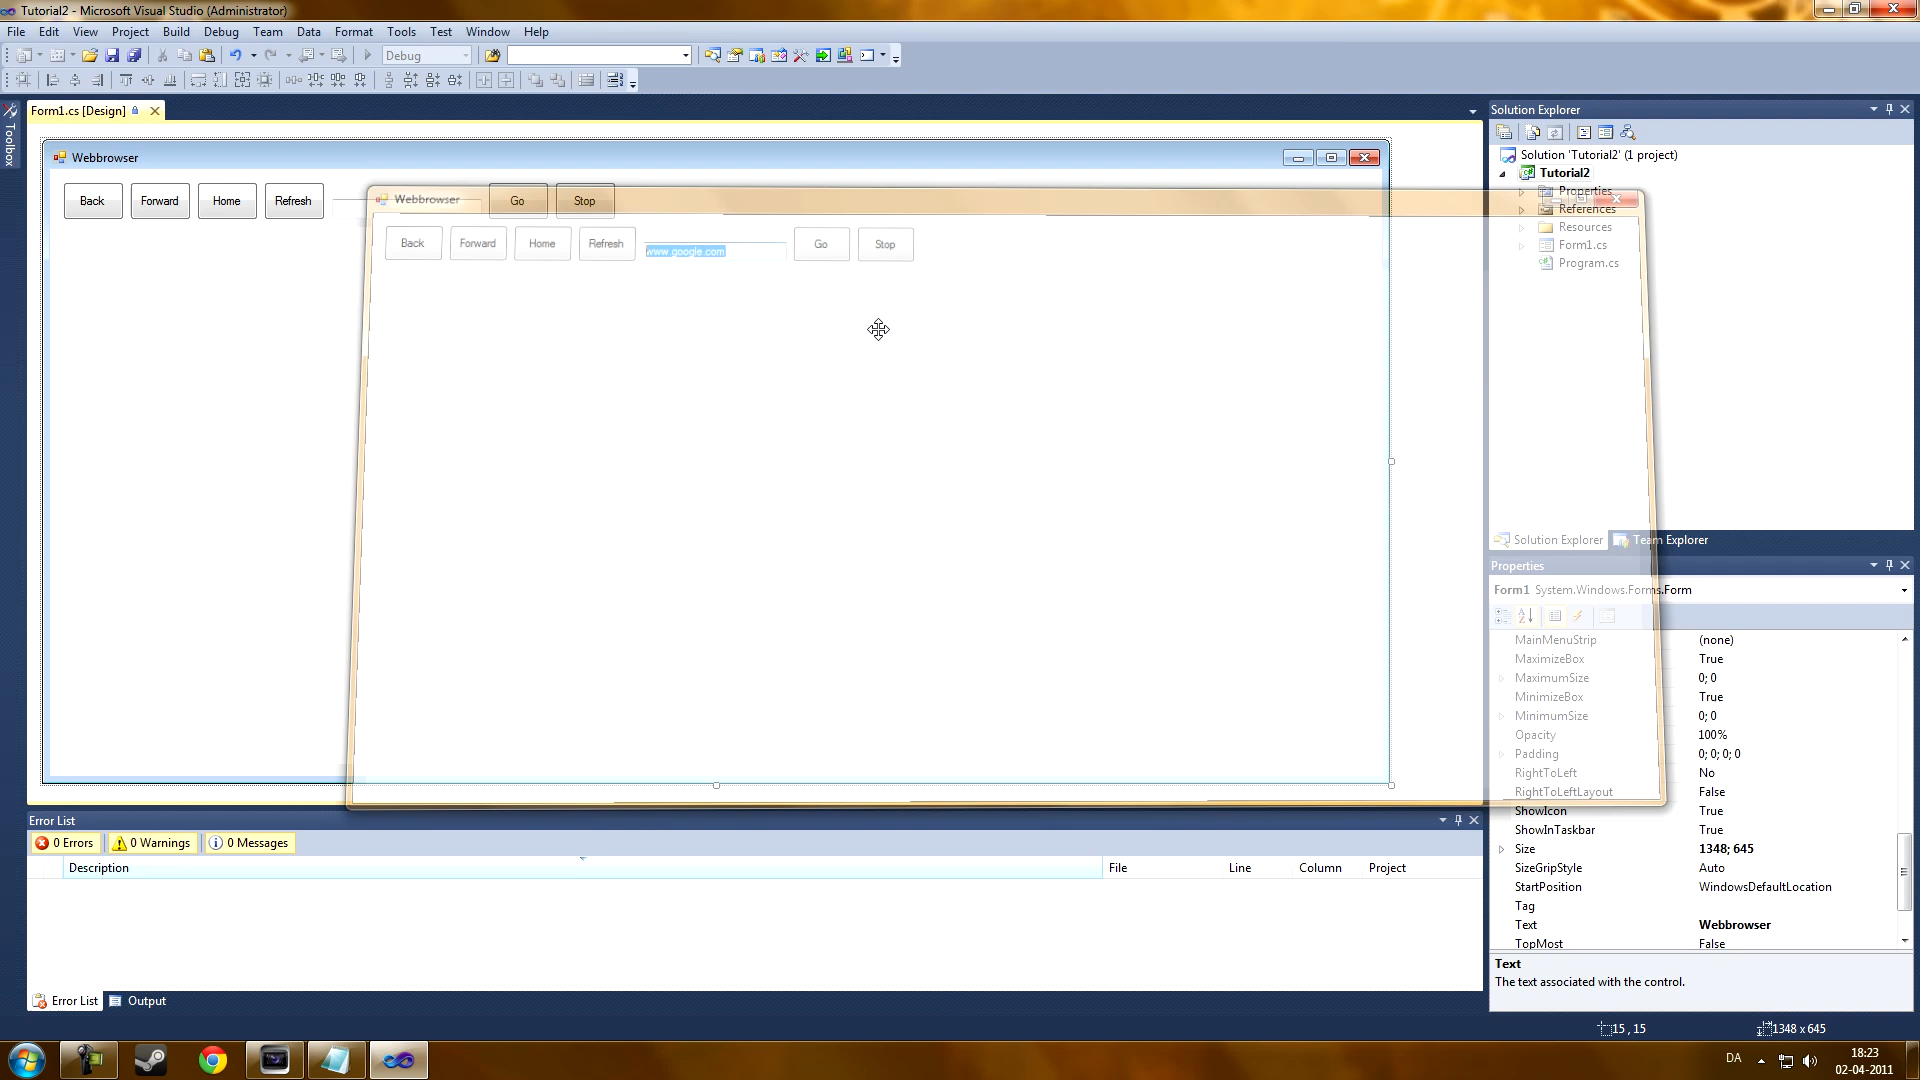 Tutorial2 - Microsoft Visual Studio (Administrator)
File Edit View Project Build Debug Team Data Format Tools Test Window Help
Debug
Toolbox
Form1.cs [Design]
Webbrowser
Back Forward Home Refresh Go Stop
Webbrowser
Back Forward Home Refresh www.google.com Go Stop
Solution Explorer
Solution 'Tutorial2' (1 project)
Tutorial2
Properties
References
Resources
Form1.cs
Program.cs
Solution Explorer Team Explorer
Properties
Form1 System.Windows.Forms.Form
MainMenuStrip (none)
MaximizeBox True
MaximumSize 0; 0
MinimizeBox True
MinimumSize 0; 0
Opacity 100%
Padding 0; 0; 0; 0
RightToLeft No
RightToLeftLayout False
ShowIcon True
ShowInTaskbar True
Size 1348; 645
SizeGripStyle Auto
StartPosition WindowsDefaultLocation
Tag
Text Webbrowser
TopMost False
Text
The text associated with the control.
Error List
0 Errors 0 Warnings 0 Messages
Description File Line Column Project
Error List Output
15 , 15 1348 x 645
DA 18:23
02-04-2011